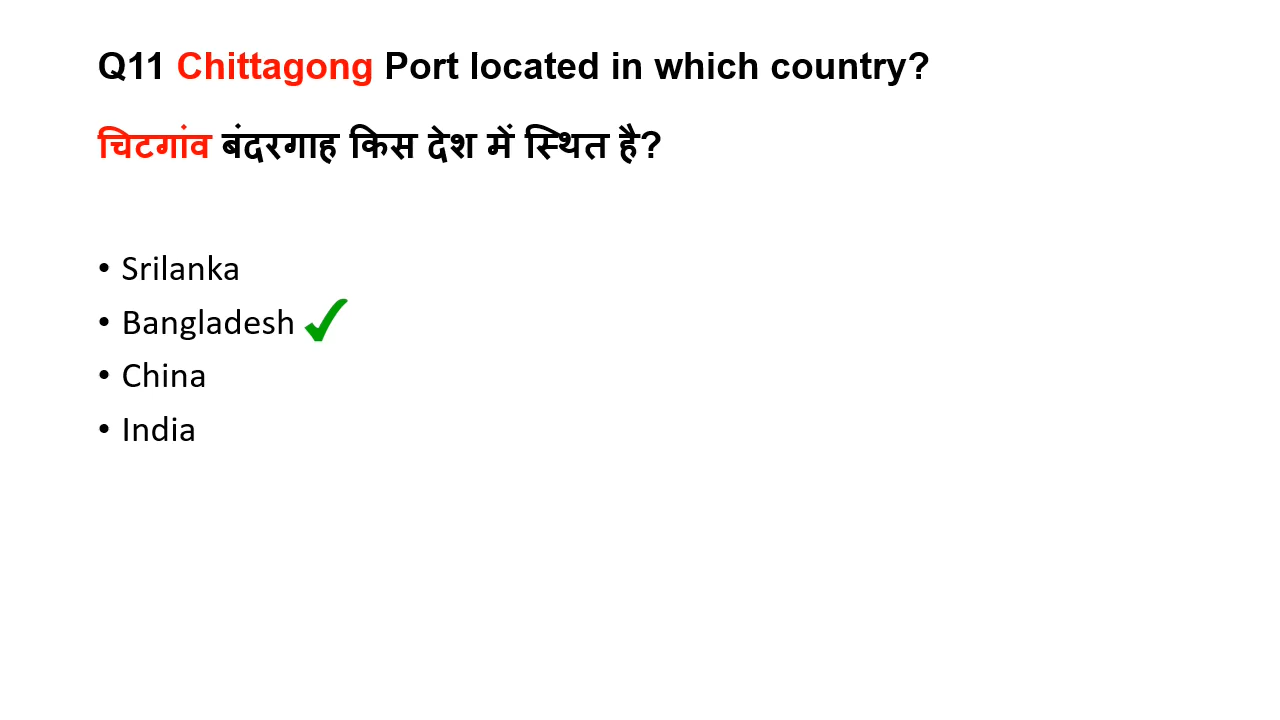 Q11 Chittagong Port located in which country?
चिटगांव बंदरगाह किस देश में स्थित है?
• Srilanka
• Bangladesh
• China
• India